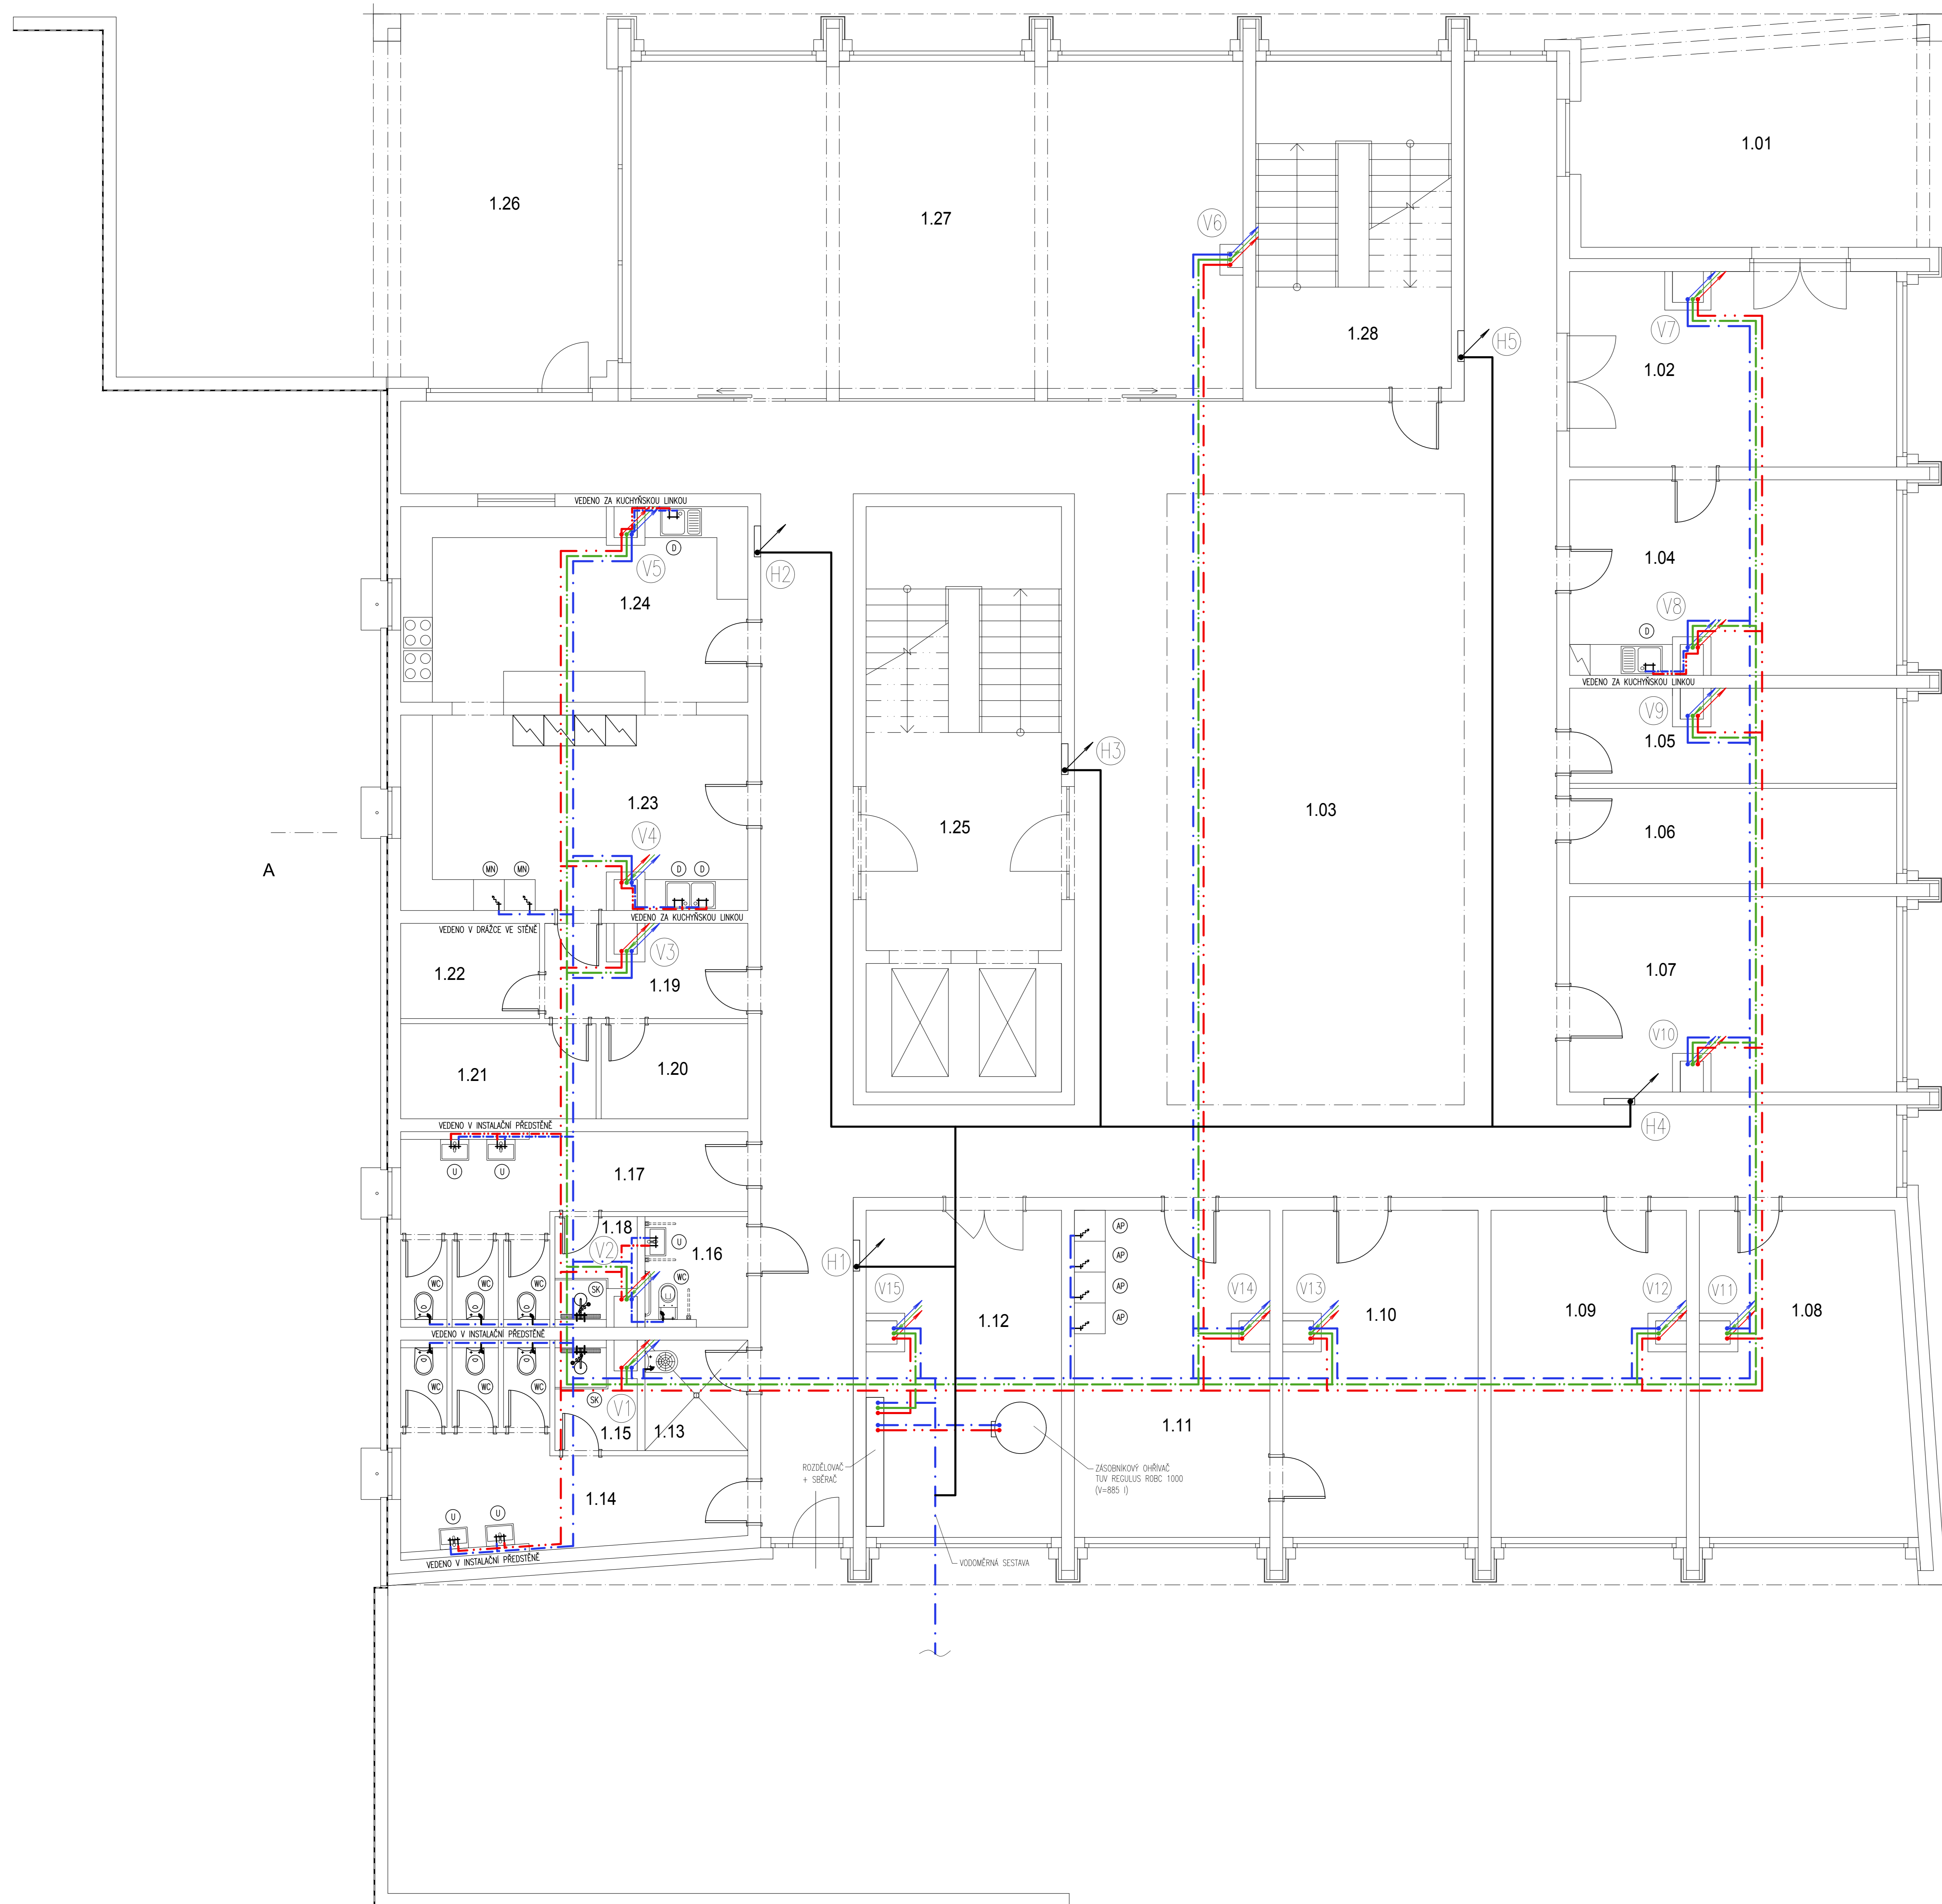 1.01
1.26
1.27
V6
1.28
H5
V7
1.02
VEDENO ZA KUCHYŇSKOU LINKOU
D
V5
H2
1.24
1.04
V8
D
VEDENO ZA KUCHYŇSKOU LINKOU
V9
1.05
H3
1.23
1.25
1.03
1.06
V4
A
MN
MN
D
D
VEDENO ZA KUCHYŇSKOU LINKOU
VEDENO V DRÁŽCE VE STĚNĚ
V3
1.22
1.19
1.07
V10
1.21
1.20
VEDENO V INSTALAČNÍ PŘEDSTĚNĚ
H4
U
U
1.17
1.18
V2
U
1.16
AP
AP
AP
AP
H1
WC
WC
WC
SK
WC
V15
1.12
V14
V13
1.10
1.09
V12
V11
1.08
VEDENO V INSTALAČNÍ PŘEDSTĚNĚ
WC
WC
WC
SK
V1
1.15
1.13
1.11
ROZDĚLOVAČ
+ SBĚRAČ
ZÁSOBNÍKOVÝ OHŘÍVAČ
TUV REGULUS ROBC 1000
(V=885 l)
1.14
U
U
VEDENO V INSTALAČNÍ PŘEDSTĚNĚ
VODOMĚRNÁ SESTAVA